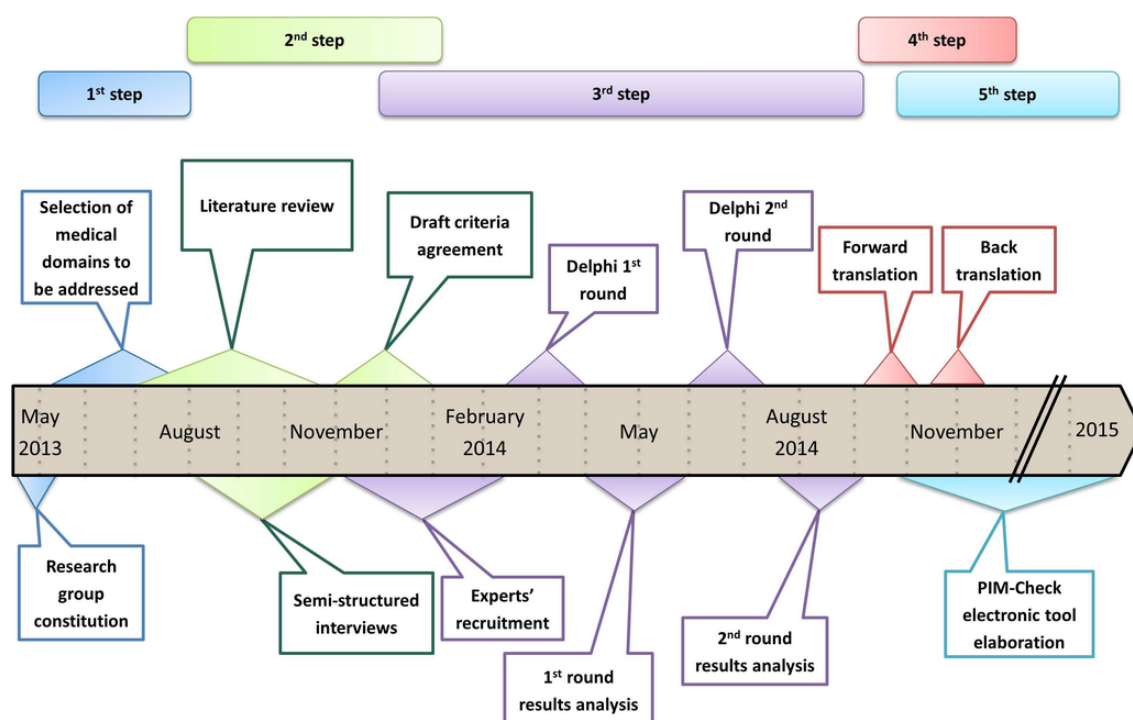 2nd step
4th step
1st step
3rd step
5th step
Selection of
medical
domains to
be addressed
Literature review
Draft criteria
agreement
Delphi 1st
round
Delphi 2nd
round
Forward
translation
Back
translation
May
2013
August
November
February
2014
May
August
2014
November
2015
Research
group
constitution
Semi-structured
interviews
Experts’
recruitment
1st round
results analysis
2nd round
results analysis
PIM-Check
electronic tool
elaboration